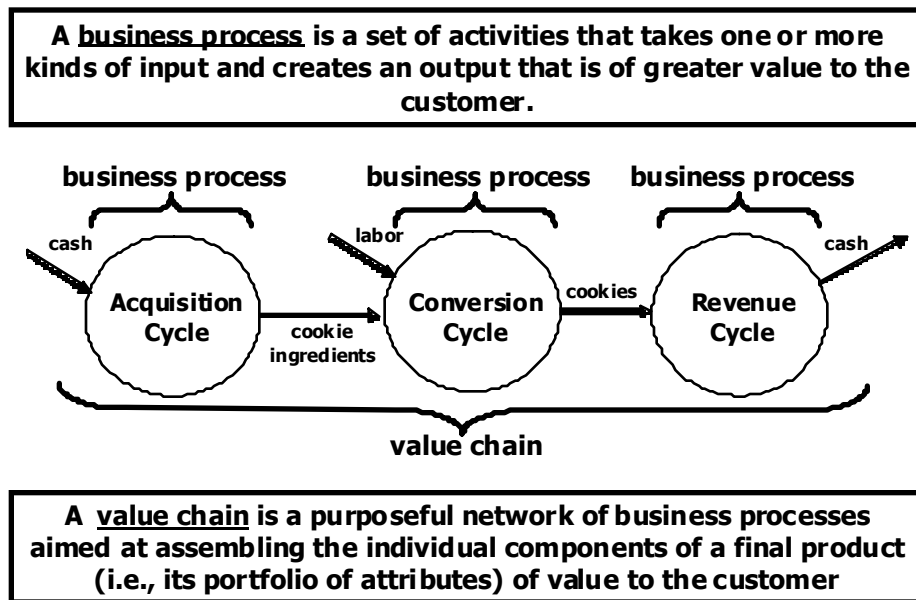 A business process is a set of activities that takes one or more
kinds of input and creates an output that is of greater value to the
customer.
business process
business process
business process
cash
labor
cash
Acquisition
Cycle
cookie
ingredients
Conversion
Cycle
cookies
Revenue
Cycle
value chain
A value chain is a purposeful network of business processes
aimed at assembling the individual components of a final product
(i.e., its portfolio of attributes) of value to the customer